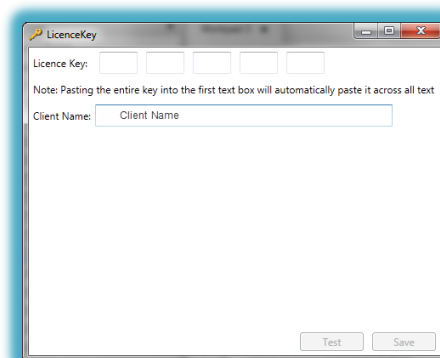 LicenceKey
Licence Key:
Note: Pasting the entire key into the first text box will automatically paste it across all text
Client Name: Client Name
Test Save